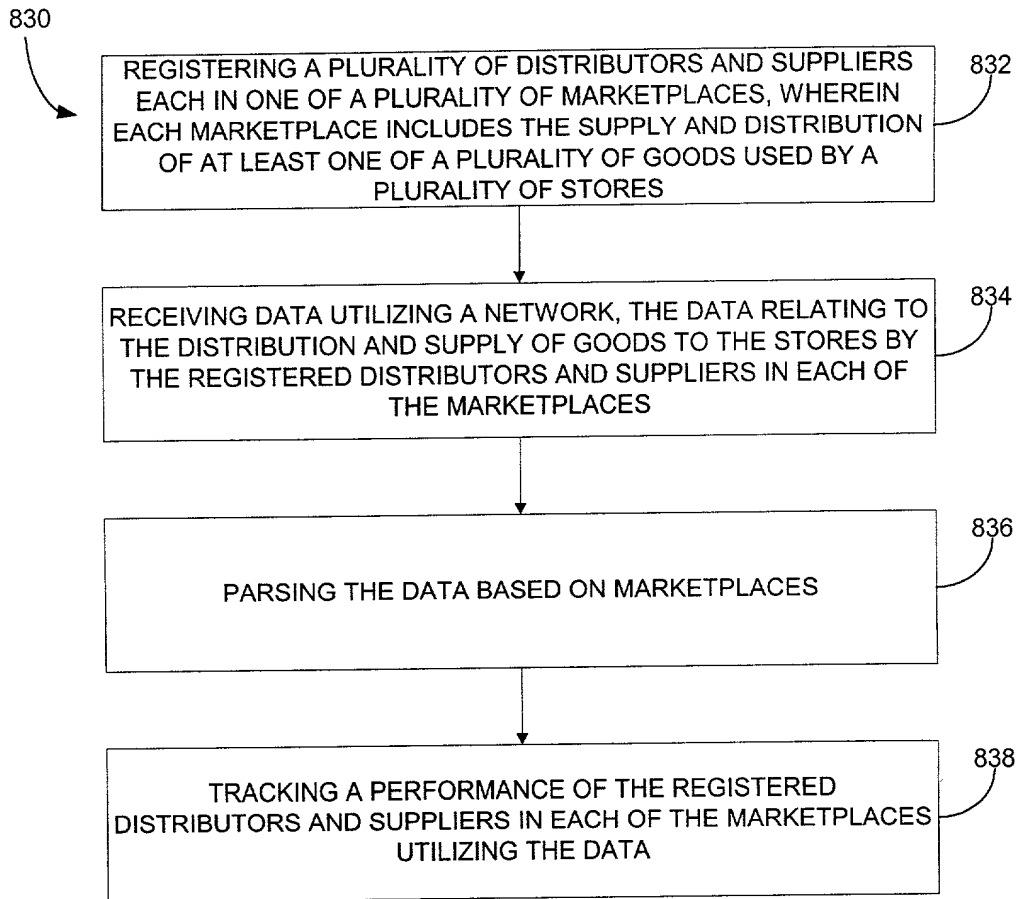 830
REGISTERING A PLURALITY OF DISTRIBUTORS AND SUPPLIERS
EACH IN ONE OF A PLURALITY OF MARKETPLACES, WHEREIN
EACH MARKETPLACE INCLUDES THE SUPPLY AND DISTRIBUTION
OF AT LEAST ONE OF A PLURALITY OF GOODS USED BY A
PLURALITY OF STORES
832
RECEIVING DATA UTILIZING A NETWORK, THE DATA RELATING TO
THE DISTRIBUTION AND SUPPLY OF GOODS TO THE STORES BY
THE REGISTERED DISTRIBUTORS AND SUPPLIERS IN EACH OF
THE MARKETPLACES
834
PARSING THE DATA BASED ON MARKETPLACES
836
TRACKING A PERFORMANCE OF THE REGISTERED
DISTRIBUTORS AND SUPPLIERS IN EACH OF THE MARKETPLACES
UTILIZING THE DATA
838